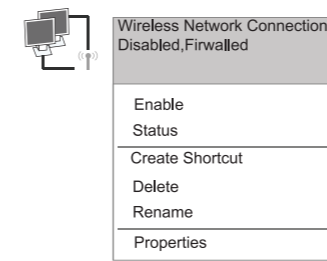 Wireless Network Connection
Disabled,Firwalled
Enable
Status
Create Shortcut
Delete
Rename
Properties